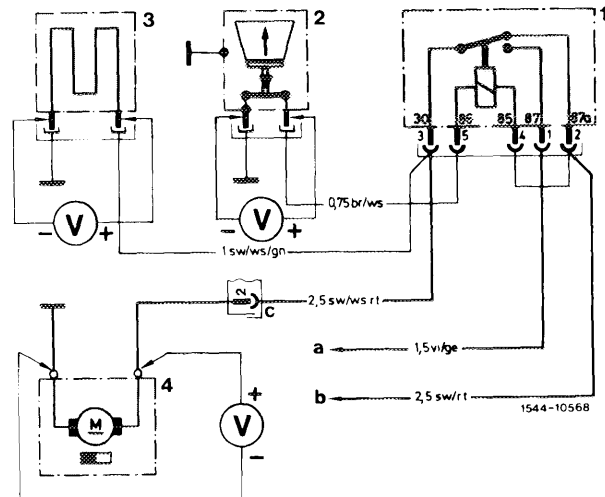 3
2
1
30
86
85
87
87a
3
5
4
1
2
0,75 br/ws
V
- +
V
- +
1 sw/ws/gn
2
c
2,5 sw/ws rt
a
1,5 vi/ge
b
2,5 sw/rt
1544-10568
4
M
+
V
-